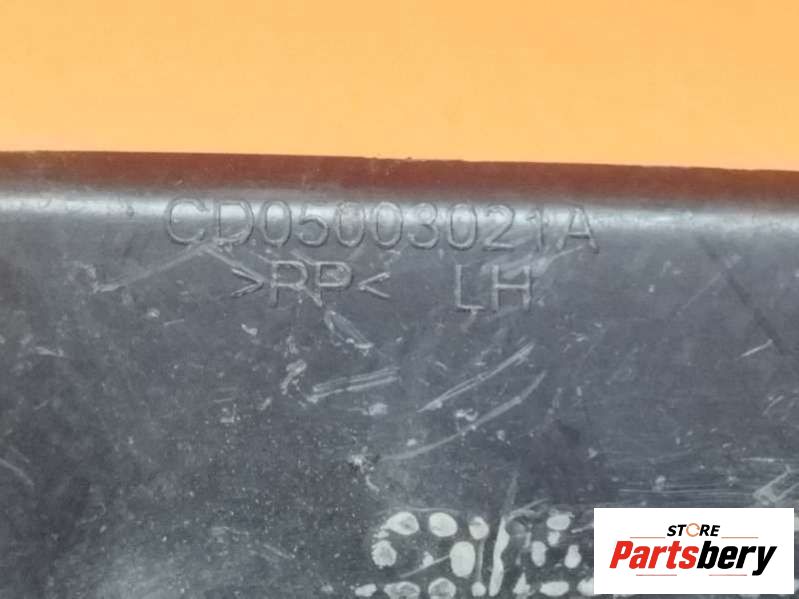 CD05003021A
>PP< LH
STORE
Partsbery